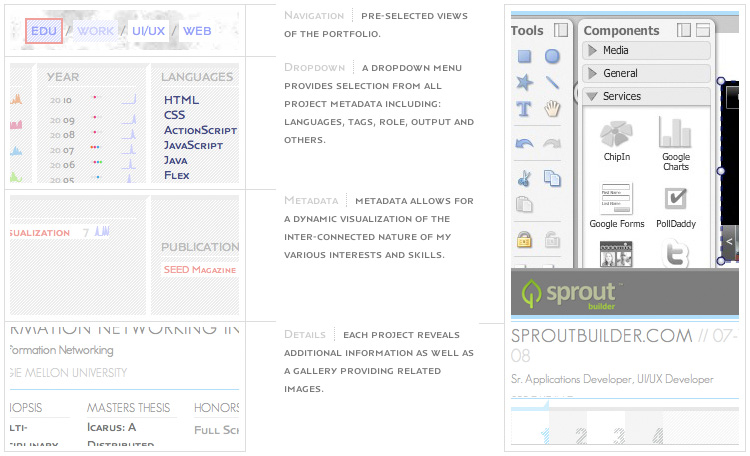 EDU / WORK / UI/UX / WEB
YEAR
2010
2009
2008
2007
2006
2005
LANGUAGES
HTML
CSS
ActionScript
JavaScript
Java
Flex
SUALIZATION 7
PUBLICATION
SEED Magazine
RMATION NETWORKING IN
formation Networking
GIE MELLON UNIVERSITY
NOPSIS
LTI-
CIPLINARY
MASTERS THESIS
Icarus: A
Distributed
HONORS
Full Sch
Navigation pre-selected views
of the portfolio.
Dropdown a dropdown menu
provides selection from all
project metadata including:
languages, tags, role, output and
others.
Metadata metadata allows for
a dynamic visualization of the
inter-connected nature of my
various interests and skills.
Details each project reveals
additional information as well as
a gallery providing related
images.
Tools
T
Components
Media
General
Services
ChipIn
Google
Charts
Google Forms
PollDaddy
sprout™
builder
SPROUTBUILDER.COM // 07-
08
Sr. Applications Developer, UI/UX Developer
1 2 3 4